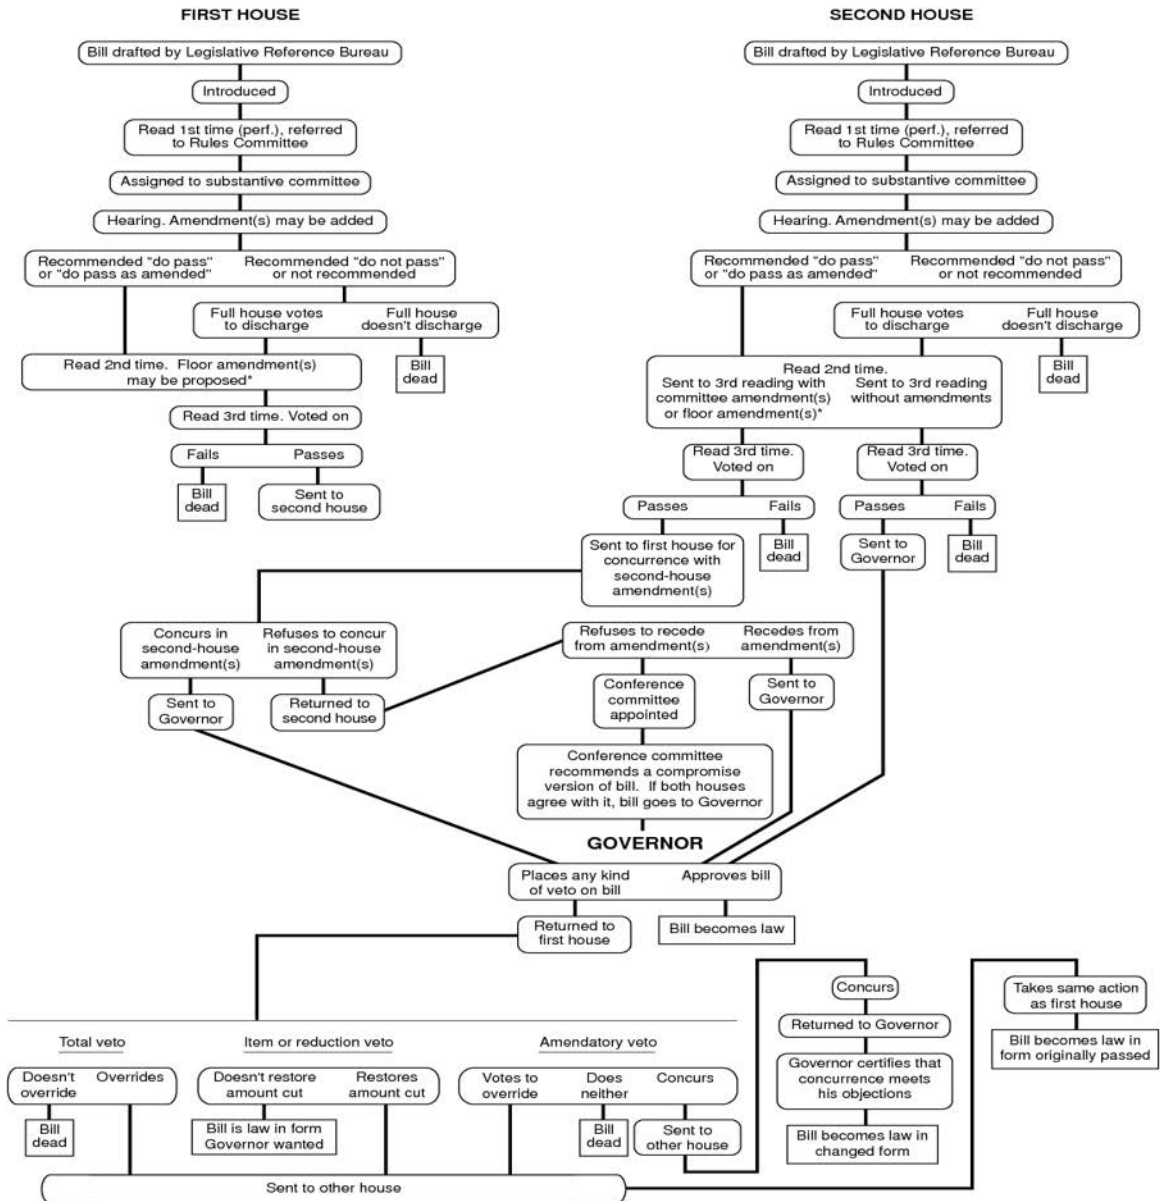 FIRST HOUSE
Bill drafted by Legislative Reference Bureau
Introduced
Read 1st time (perf.), referred
to Rules Committee
Assigned to substantive committee
Hearing. Amendment(s) may be added
Recommended "do pass"
or "do pass as amended"
Recommended "do not pass"
or not recommended
Full house votes
to discharge
Full house
doesn't discharge
Bill
dead
Read 2nd time. Floor amendment(s)
may be proposed*
Read 3rd time. Voted on
Fails
Passes
Bill
dead
Sent to
second house
SECOND HOUSE
Bill drafted by Legislative Reference Bureau
Introduced
Read 1st time (perf.), referred
to Rules Committee
Assigned to substantive committee
Hearing. Amendment(s) may be added
Recommended "do pass"
or "do pass as amended"
Recommended "do not pass"
or not recommended
Full house votes
to discharge
Full house
doesn't discharge
Bill
dead
Read 2nd time.
Sent to 3rd reading with
committee amendment(s)
or floor amendment(s)*
Sent to 3rd reading
without amendments
Read 3rd time.
Voted on
Read 3rd time.
Voted on
Passes
Fails
Passes
Fails
Sent to first house for
concurrence with
second-house
amendment(s)
Bill
dead
Sent to
Governor
Bill
dead
Concurs in
second-house
amendment(s)
Refuses to concur
in second-house
amendment(s)
Sent to
Governor
Returned to
second house
Refuses to recede
from amendment(s)
Recedes from
amendment(s)
Conference
committee
appointed
Sent to
Governor
Conference committee
recommends a compromise
version of bill. If both houses
agree with it, bill goes to Governor
GOVERNOR
Places any kind
of veto on bill
Approves bill
Returned to
first house
Bill becomes law
Total veto
Doesn't
override
Overrides
Bill
dead
Item or reduction veto
Doesn't restore
amount cut
Restores
amount cut
Bill is law in form
Governor wanted
Amendatory veto
Votes to
override
Does
neither
Concurs
Bill
dead
Sent to
other house
Sent to other house
Concurs
Returned to Governor
Governor certifies that
concurrence meets
his objections
Bill becomes law in
changed form
Takes same action
as first house
Bill becomes law in
form originally passed